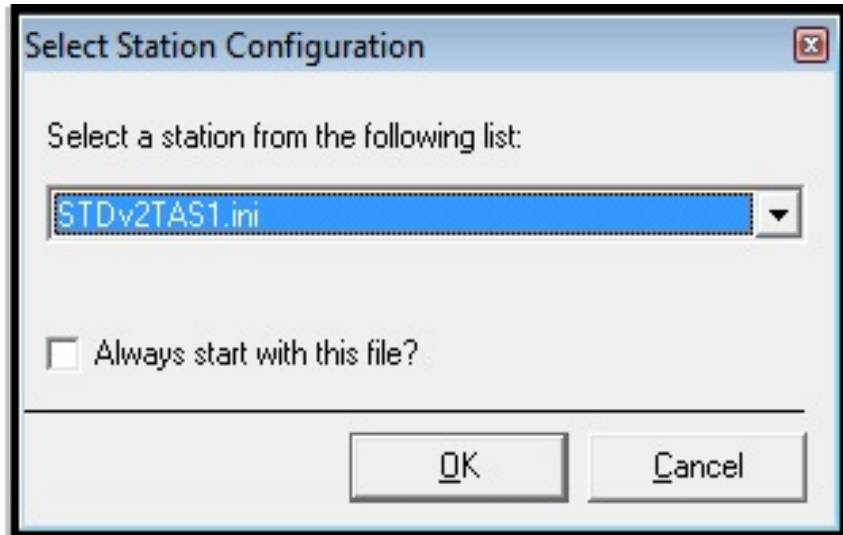 Select Station Configuration
Select a station from the following list:
STDv2TAS1.ini
Always start with this file?
OK
Cancel